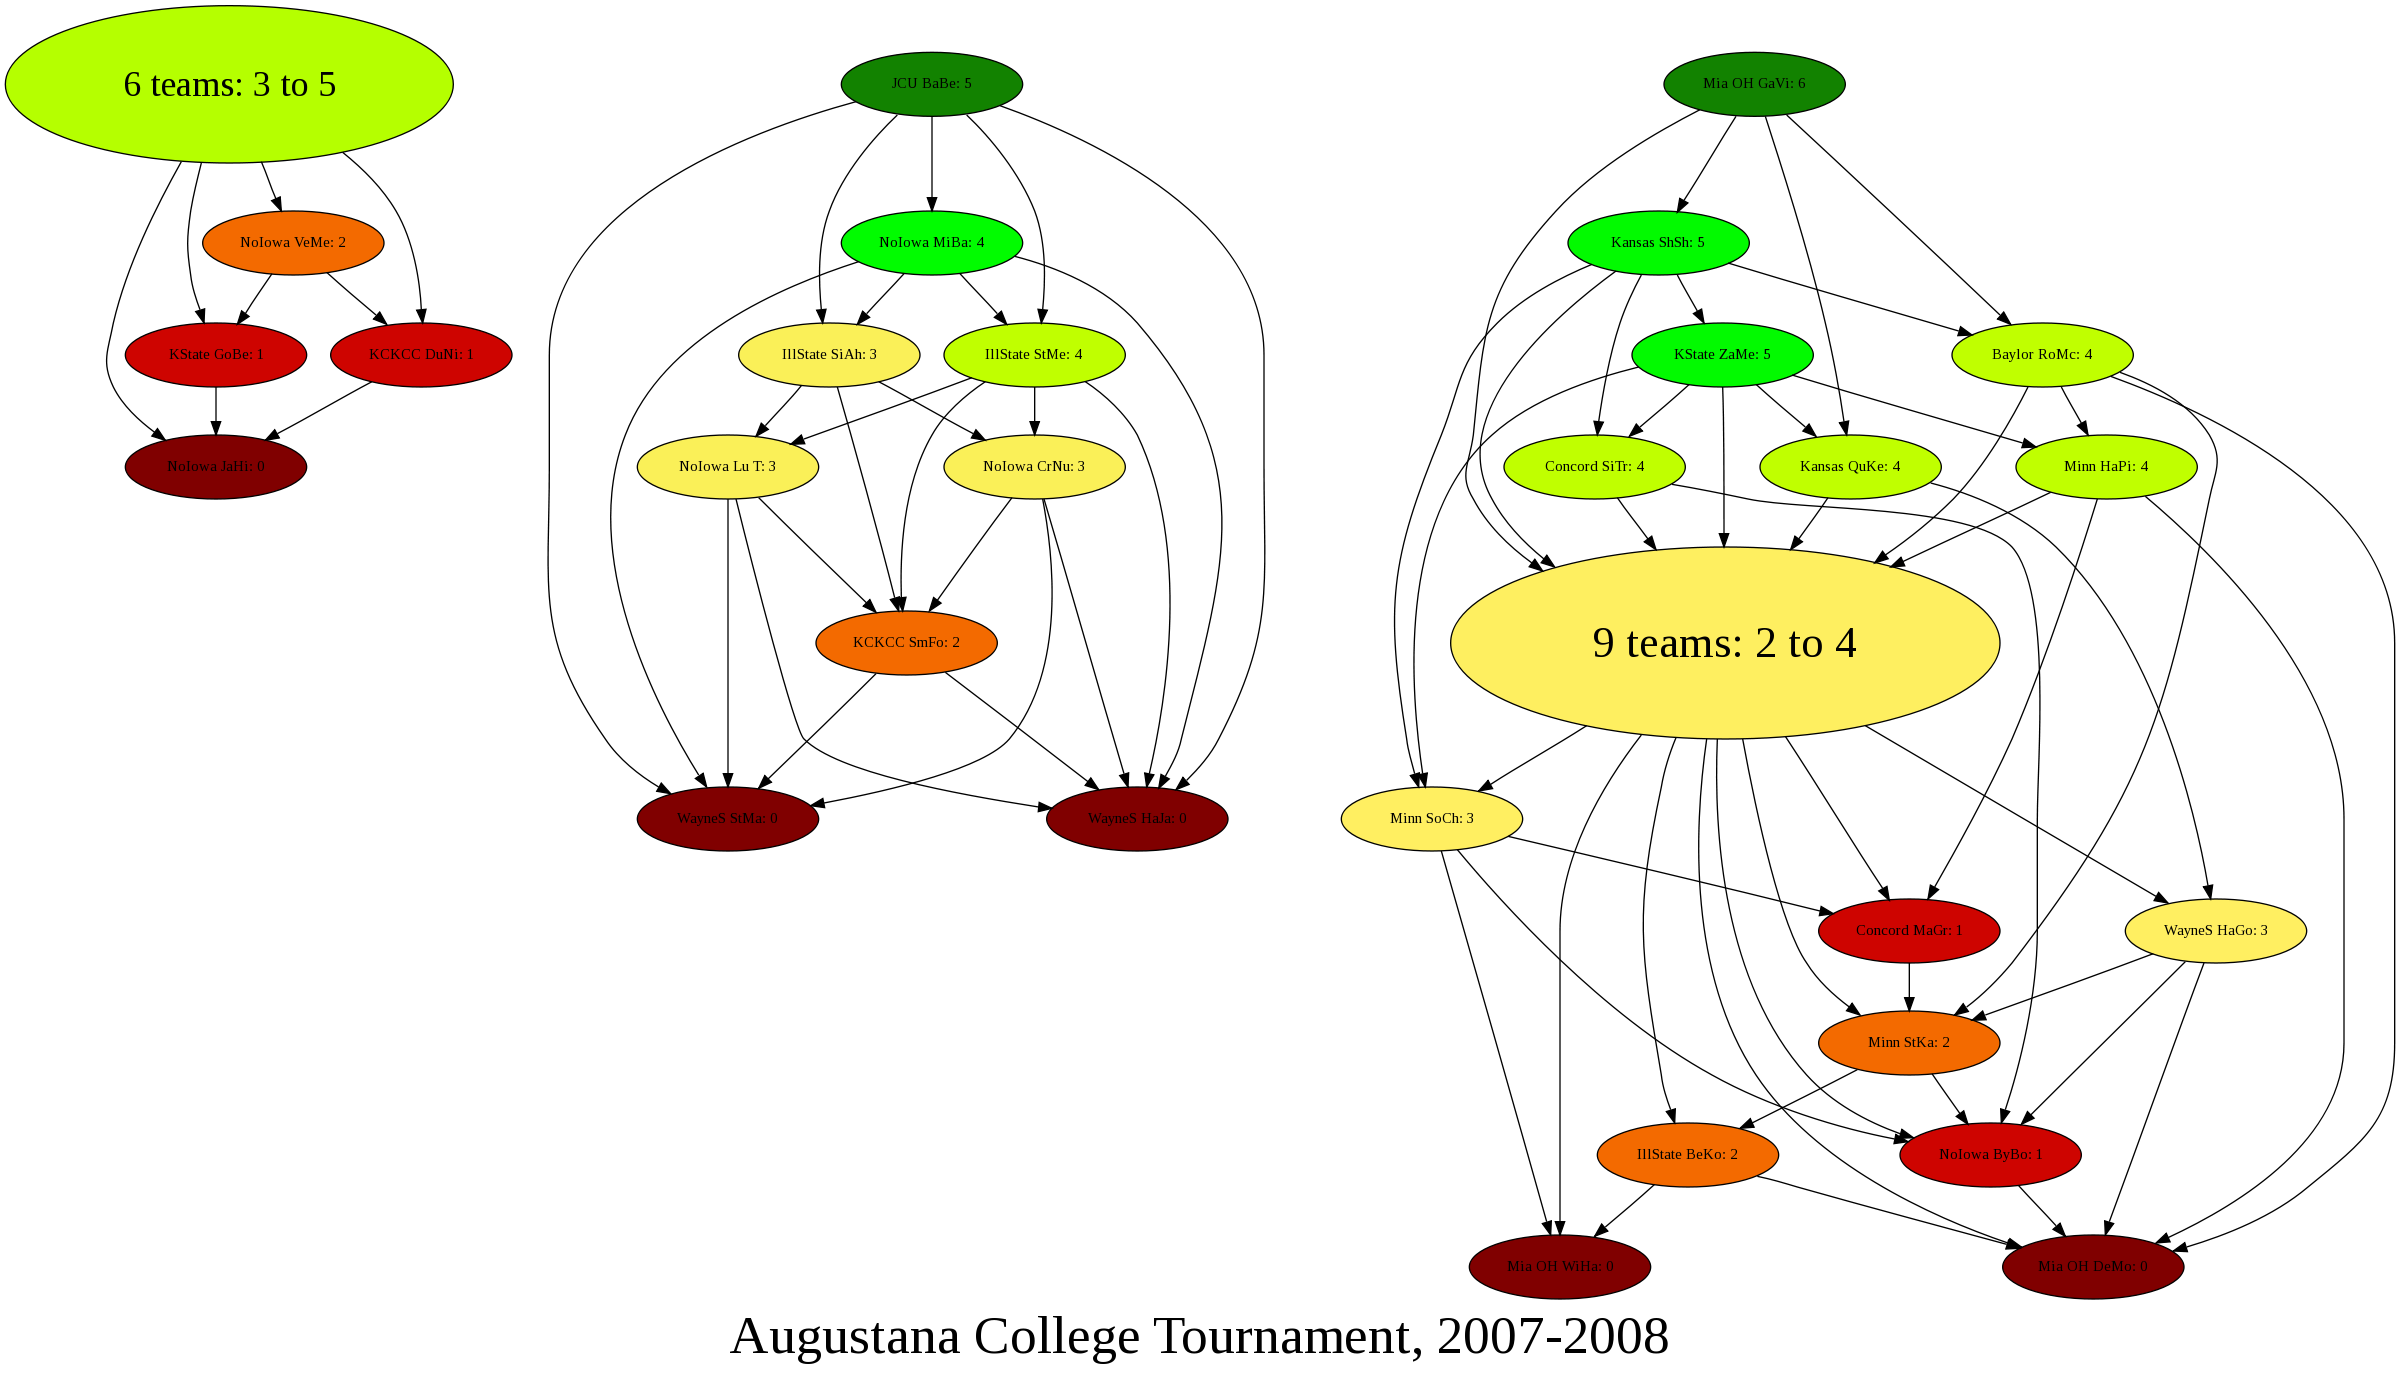 6 teams: 3 to 5
NoIowa VeMe: 2
KState GoBe: 1
KCKCC DuNi: 1
NoIowa JaHi: 0
JCU BaBe: 5
NoIowa MiBa: 4
IllState SiAh: 3
IllState StMe: 4
NoIowa Lu T: 3
NoIowa CrNu: 3
KCKCC SmFo: 2
WayneS StMa: 0
WayneS HaJa: 0
Mia OH GaVi: 6
Kansas ShSh: 5
KState ZaMe: 5
Baylor RoMc: 4
Concord SiTr: 4
Kansas QuKe: 4
Minn HaPi: 4
9 teams: 2 to 4
Minn SoCh: 3
Concord MaGr: 1
WayneS HaGo: 3
Minn StKa: 2
IllState BeKo: 2
NoIowa ByBo: 1
Mia OH WiHa: 0
Mia OH DeMo: 0
Augustana College Tournament, 2007-2008